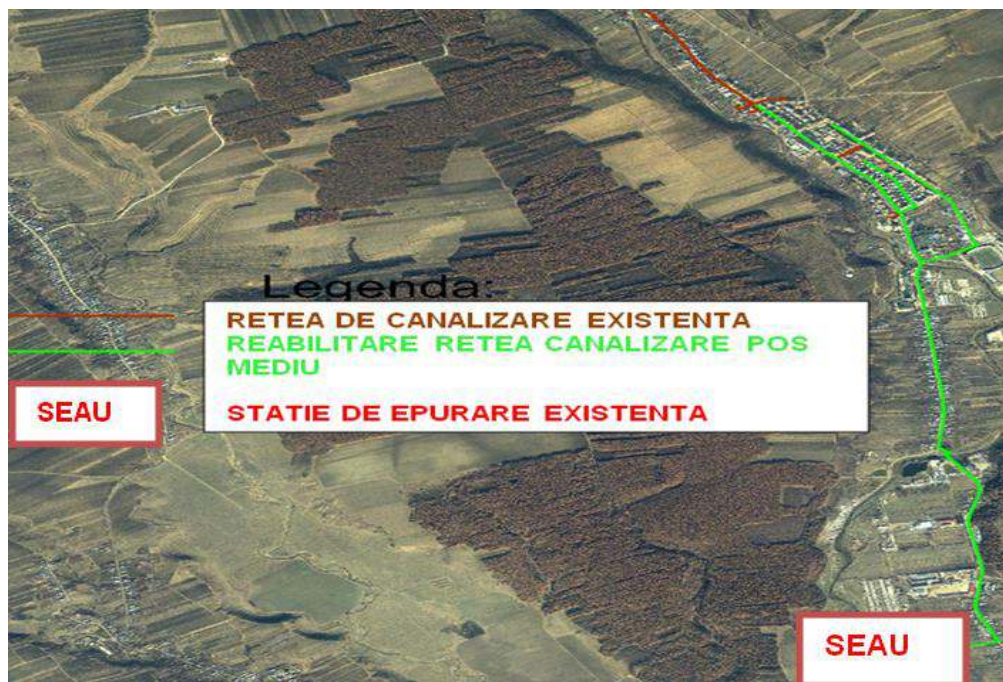 Legenda:
RETEA DE CANALIZARE EXISTENTA
REABILITARE RETEA CANALIZARE POS
MEDIU
SEAU
STATIE DE EPURARE EXISTENTA
SEAU